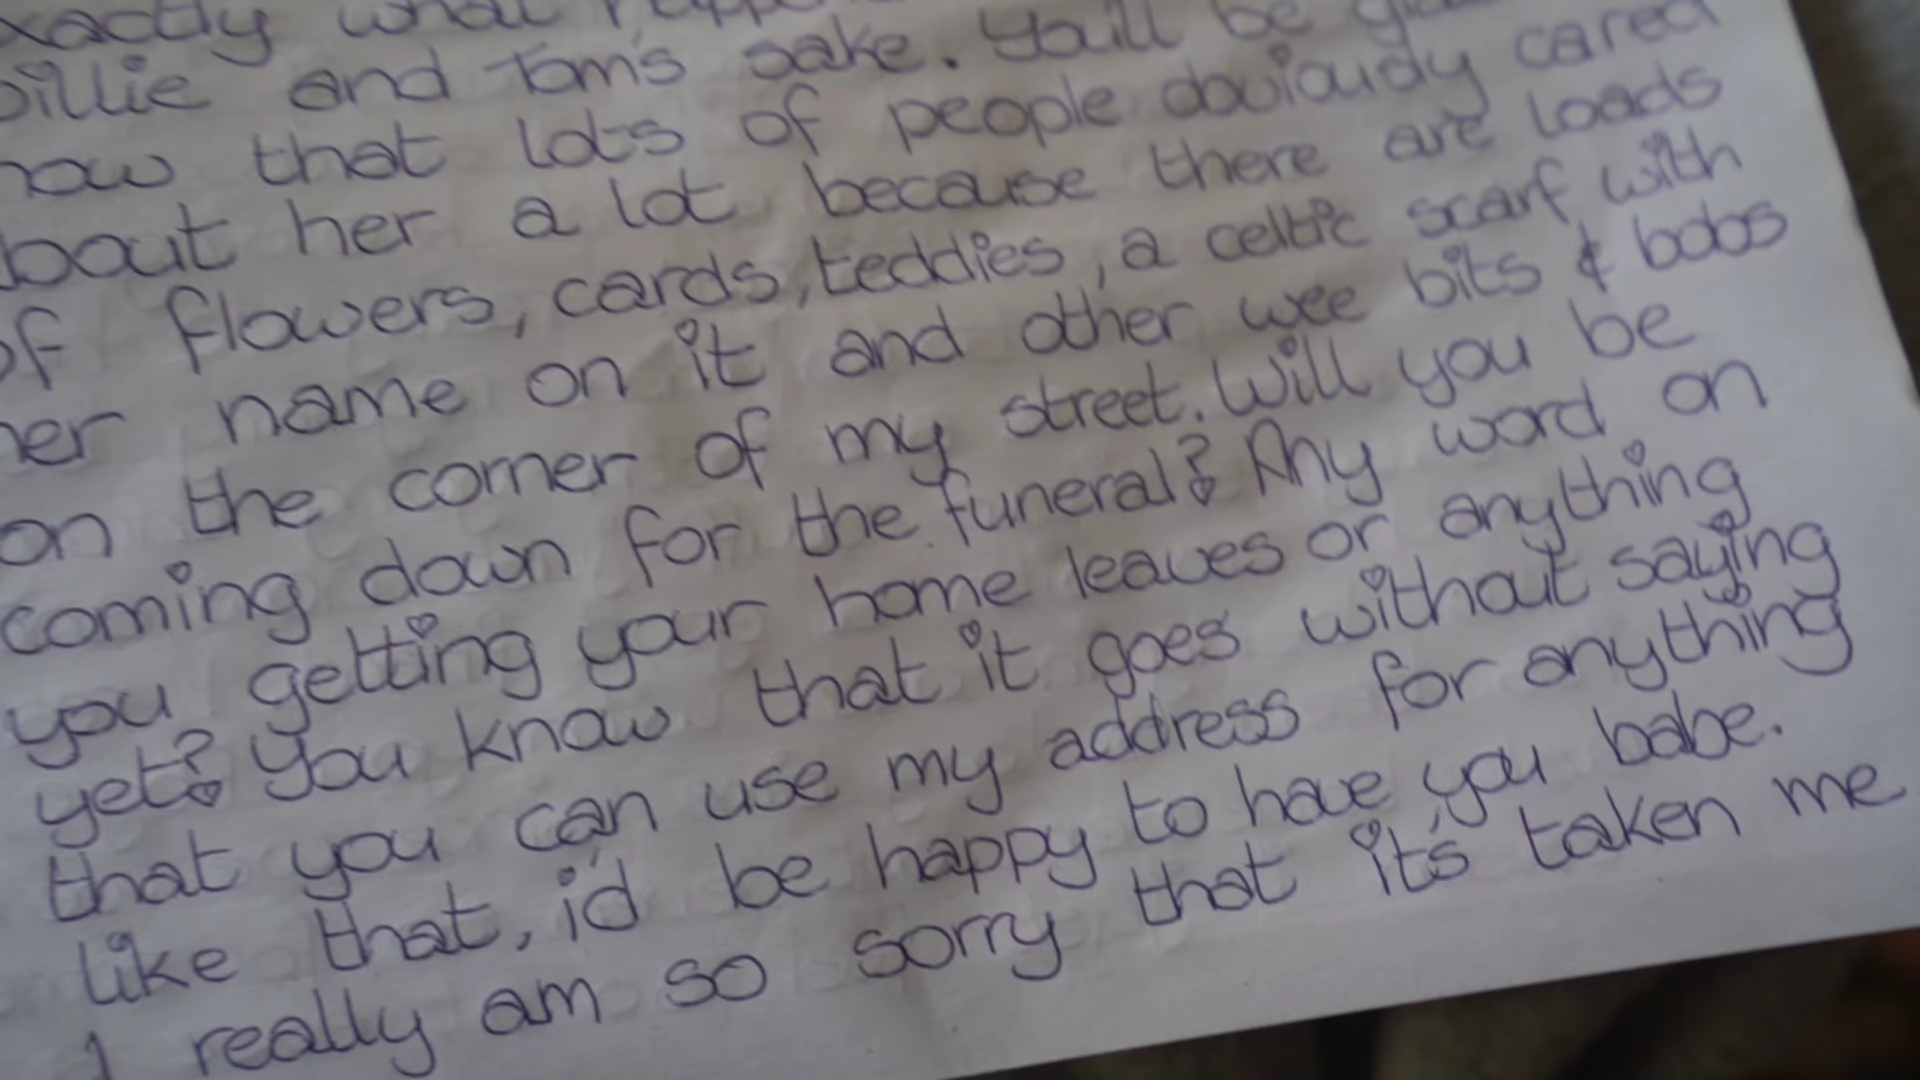 exactly what
billie and Tom's sake. You'll be
now that lots of people obviously cared
about her a lot because there are loads
of flowers, cards, teddies, a celtic scarf with
her name on it and other wee bits & bobs
on the corner of my street. Will you be
coming down for the funeral? Any word on
you getting your home leaves or anything
yet? You know that it goes without saying
that you can use my address for anything
like that, i'd be happy to have you babe.
I really am so sorry that it's taken me